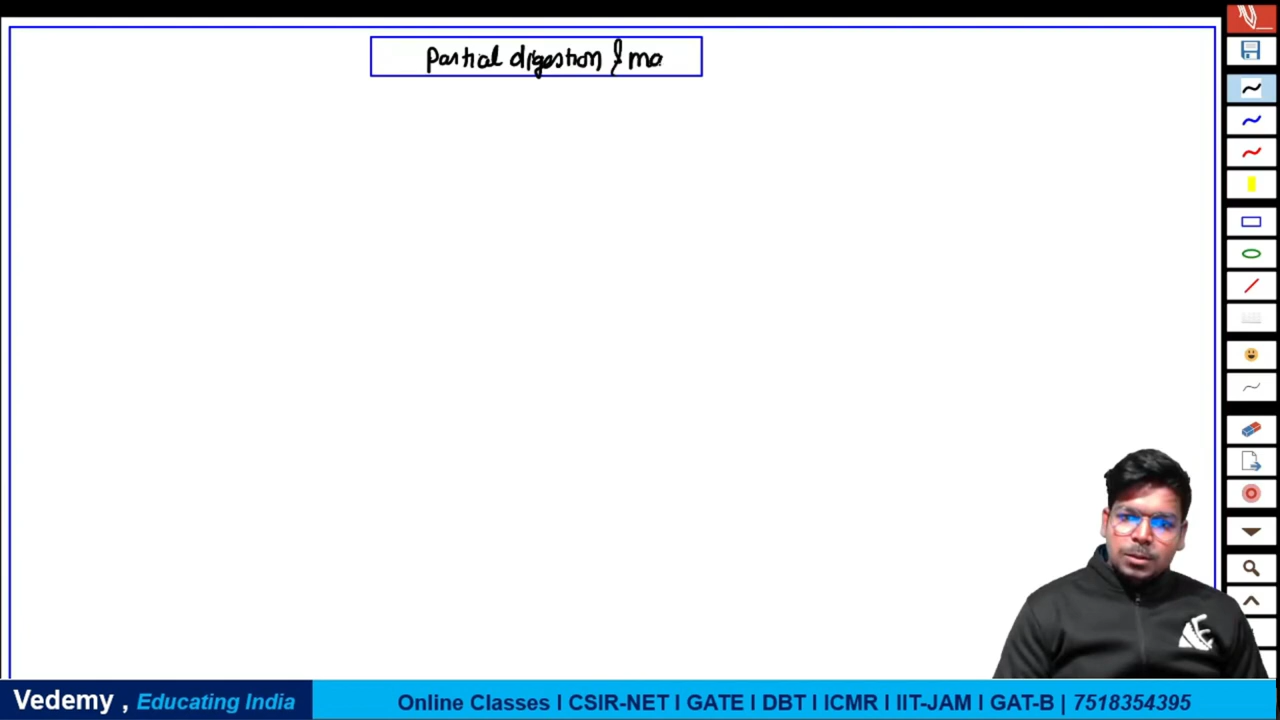 Partial digestion & ma
Vedemy , Educating India
Online Classes I CSIR-NET I GATE I DBT I ICMR I IIT-JAM I GAT-B | 7518354395